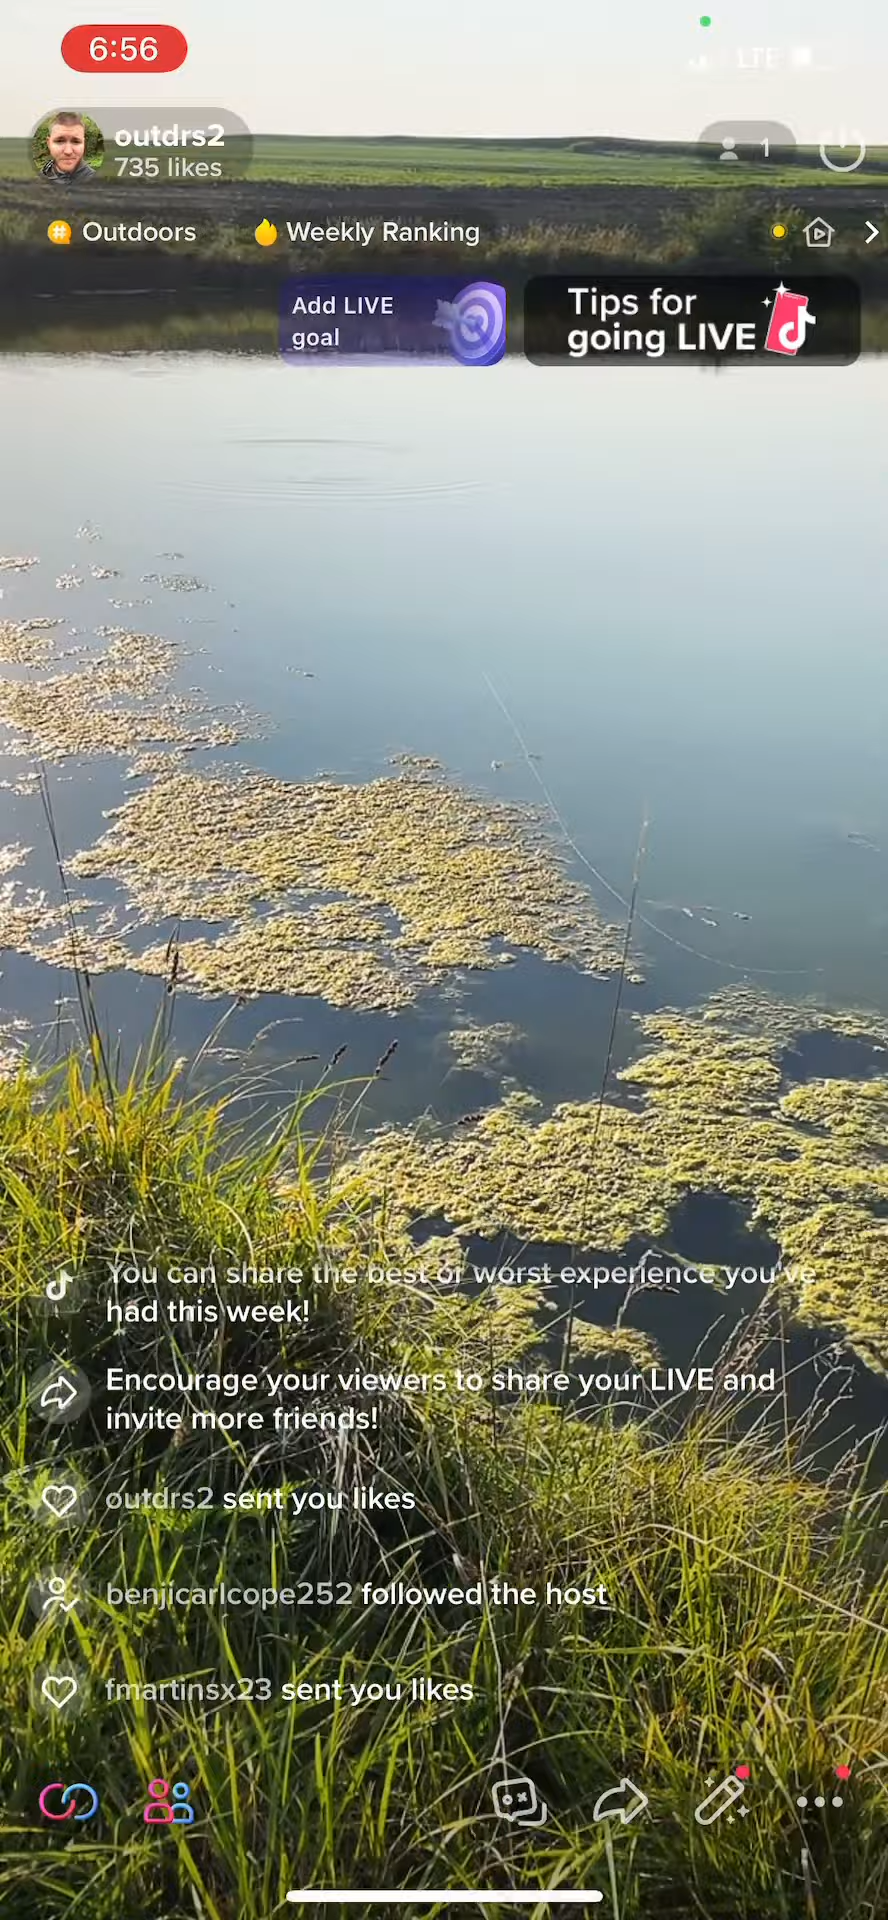 6:56
LTE
outdrs2
735 likes
1
Outdoors
Weekly Ranking
Add LIVE
goal
Tips for
going LIVE
You can share the best or worst experience you've
had this week!
Encourage your viewers to share your LIVE and
invite more friends!
outdrs2 sent you likes
benjicarlcope252 followed the host
fmartinsx23 sent you likes